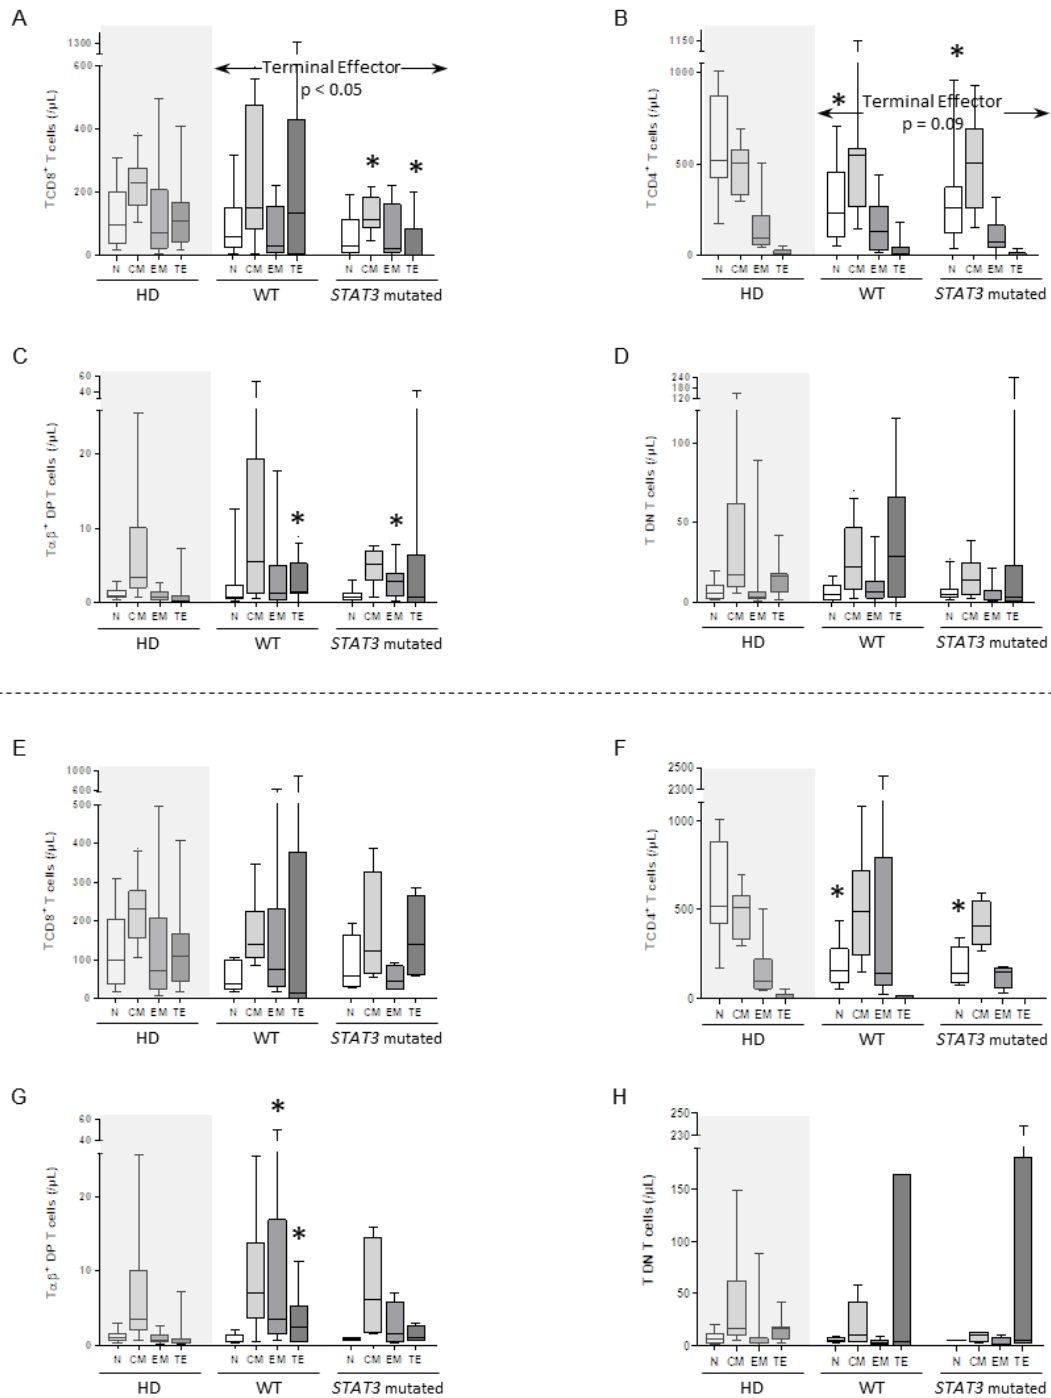 A
TCD8+ T cells (/µL)
1300
600
400
200
0
Terminal Effector
p < 0.05
*
*
N CM EM TE N CM EM TE N CM EM TE
HD WT STAT3 mutated
B
TCD4+ T cells (/µL)
1150
1000
500
0
*
*
Terminal Effector
p = 0.09
N CM EM TE N CM EM TE N CM EM TE
HD WT STAT3 mutated
C
Tαβ+ DP T cells (/µL)
60
40
20
10
0
*
*
N CM EM TE N CM EM TE N CM EM TE
HD WT STAT3 mutated
D
T DN T cells (/µL)
240
180
120
100
50
0
N CM EM TE N CM EM TE N CM EM TE
HD WT STAT3 mutated
E
TCD8+ T cells (/µL)
1000
600
500
400
300
200
100
0
N CM EM TE N CM EM TE N CM EM TE
HD WT STAT3 mutated
F
TCD4+ T cells (/µL)
2500
2300
1000
500
0
*
*
N CM EM TE N CM EM TE N CM EM TE
HD WT STAT3 mutated
G
Tαβ+ DP T cells (/µL)
60
40
20
10
0
*
*
N CM EM TE N CM EM TE N CM EM TE
HD WT STAT3 mutated
H
T DN T cells (/µL)
250
230
200
150
100
50
0
N CM EM TE N CM EM TE N CM EM TE
HD WT STAT3 mutated